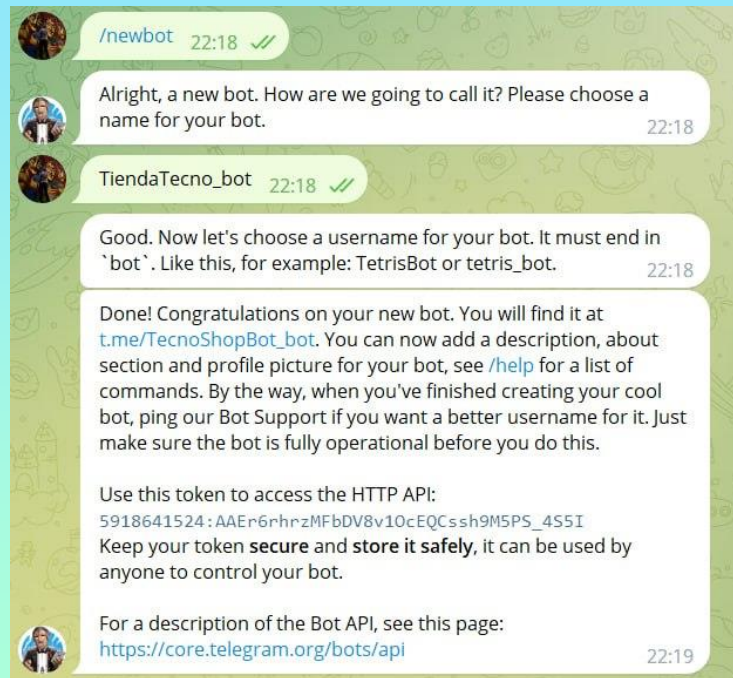 /newbot 22:18
Alright, a new bot. How are we going to call it? Please choose a
name for your bot.
22:18
TiendaTecno_bot 22:18
Good. Now let's choose a username for your bot. It must end in
`bot`. Like this, for example: TetrisBot or tetris_bot.
22:18
Done! Congratulations on your new bot. You will find it at
t.me/TecnoShopBot_bot. You can now add a description, about
section and profile picture for your bot, see /help for a list of
commands. By the way, when you've finished creating your cool
bot, ping our Bot Support if you want a better username for it. Just
make sure the bot is fully operational before you do this.
Use this token to access the HTTP API:
5918641524:AAEr6rhrzMFbDV8v1OcEQCssh9M5PS_4S5I
Keep your token secure and store it safely, it can be used by
anyone to control your bot.
For a description of the Bot API, see this page:
https://core.telegram.org/bots/api
22:19